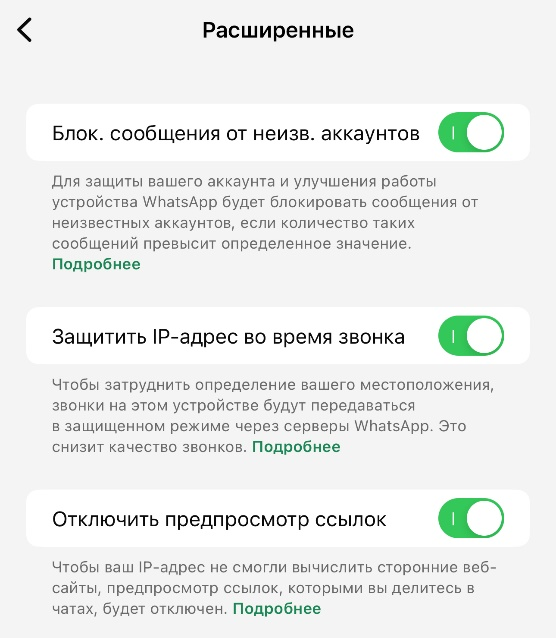 Расширенные
Блок. сообщения от неизв. аккаунтов
Для защиты вашего аккаунта и улучшения работы
устройства WhatsApp будет блокировать сообщения от
неизвестных аккаунтов, если количество таких
сообщений превысит определенное значение.
Подробнее
Защитить IP-адрес во время звонка
Чтобы затруднить определение вашего местоположения,
звонки на этом устройстве будут передаваться
в защищенном режиме через серверы WhatsApp. Это
снизит качество звонков. Подробнее
Отключить предпросмотр ссылок
Чтобы ваш IP-адрес не смогли вычислить сторонние веб-
сайты, предпросмотр ссылок, которыми вы делитесь в
чатах, будет отключен. Подробнее